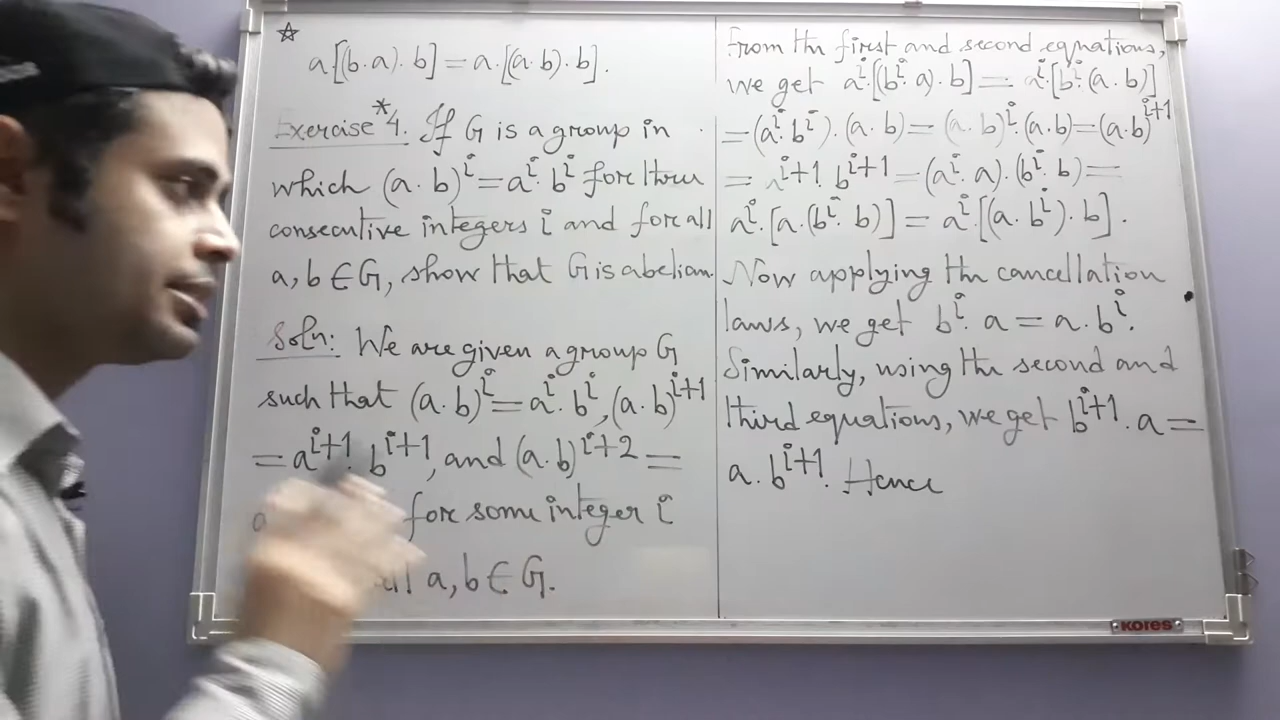 ☆
a[(b.a).b]=a.[(a.b).b].
Exercise *4. If G is a group in
which (a.b)^i=a^i.b^i for three
consecutive integers i and for all
a,b∈G, show that G is abelian.
Soln: We are given a group G
such that (a.b)^i=a^i.b^i,(a.b)^{i+1}
=a^{i+1}.b^{i+1}, and (a.b)^{i+2}=
for some integer i
a,b∈G.
From the first and second equations,
we get a^i.[(b^i.a).b]=a^i.[b^i.(a.b)]
=(a^i.b^i).(a.b)=(a.b)^i.(a.b)=(a.b)^{i+1}
=a^{i+1}.b^{i+1}=(a^i.a).(b^i.b)=
a^i.[a.(b^i.b)]=a^i.[(a.b^i).b].
Now applying the cancellation
laws, we get b^i.a=a.b^i.
Similarly, using the second and
third equations, we get b^{i+1}.a=
a.b^{i+1}. Hence
KORES